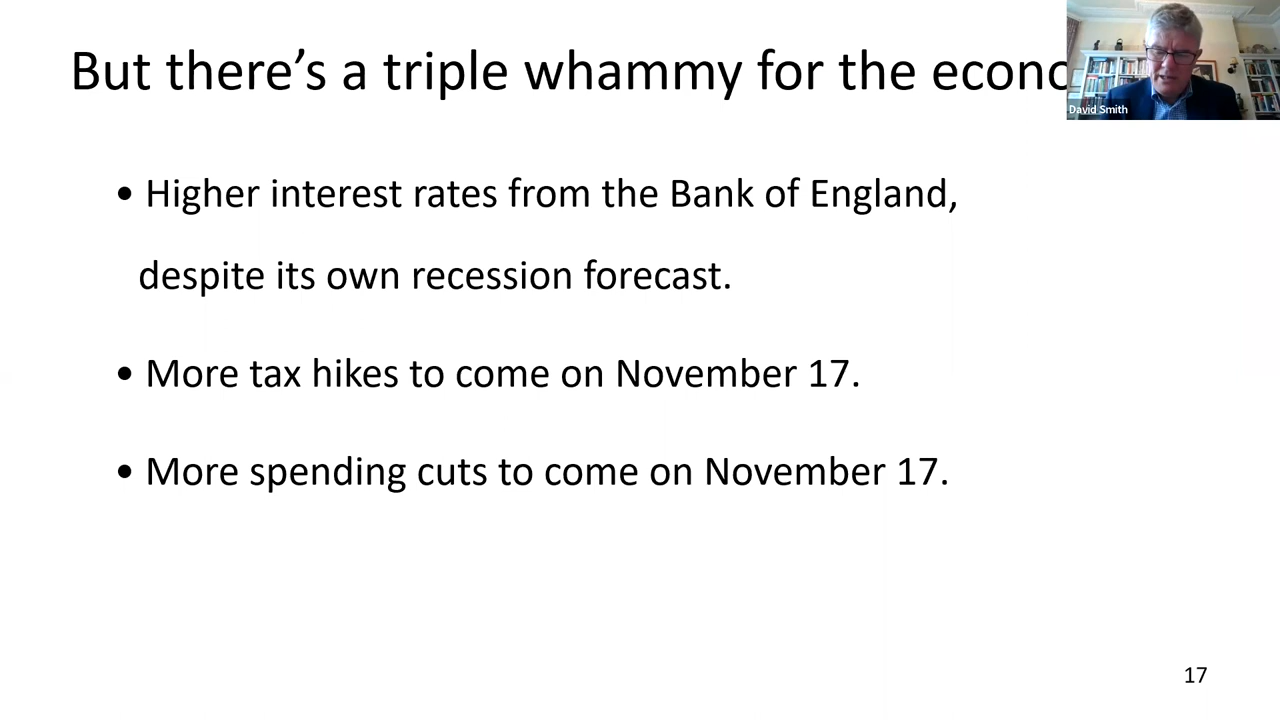 But there’s a triple whammy for the econo
David Smith
• Higher interest rates from the Bank of England,
despite its own recession forecast.
• More tax hikes to come on November 17.
• More spending cuts to come on November 17.
17